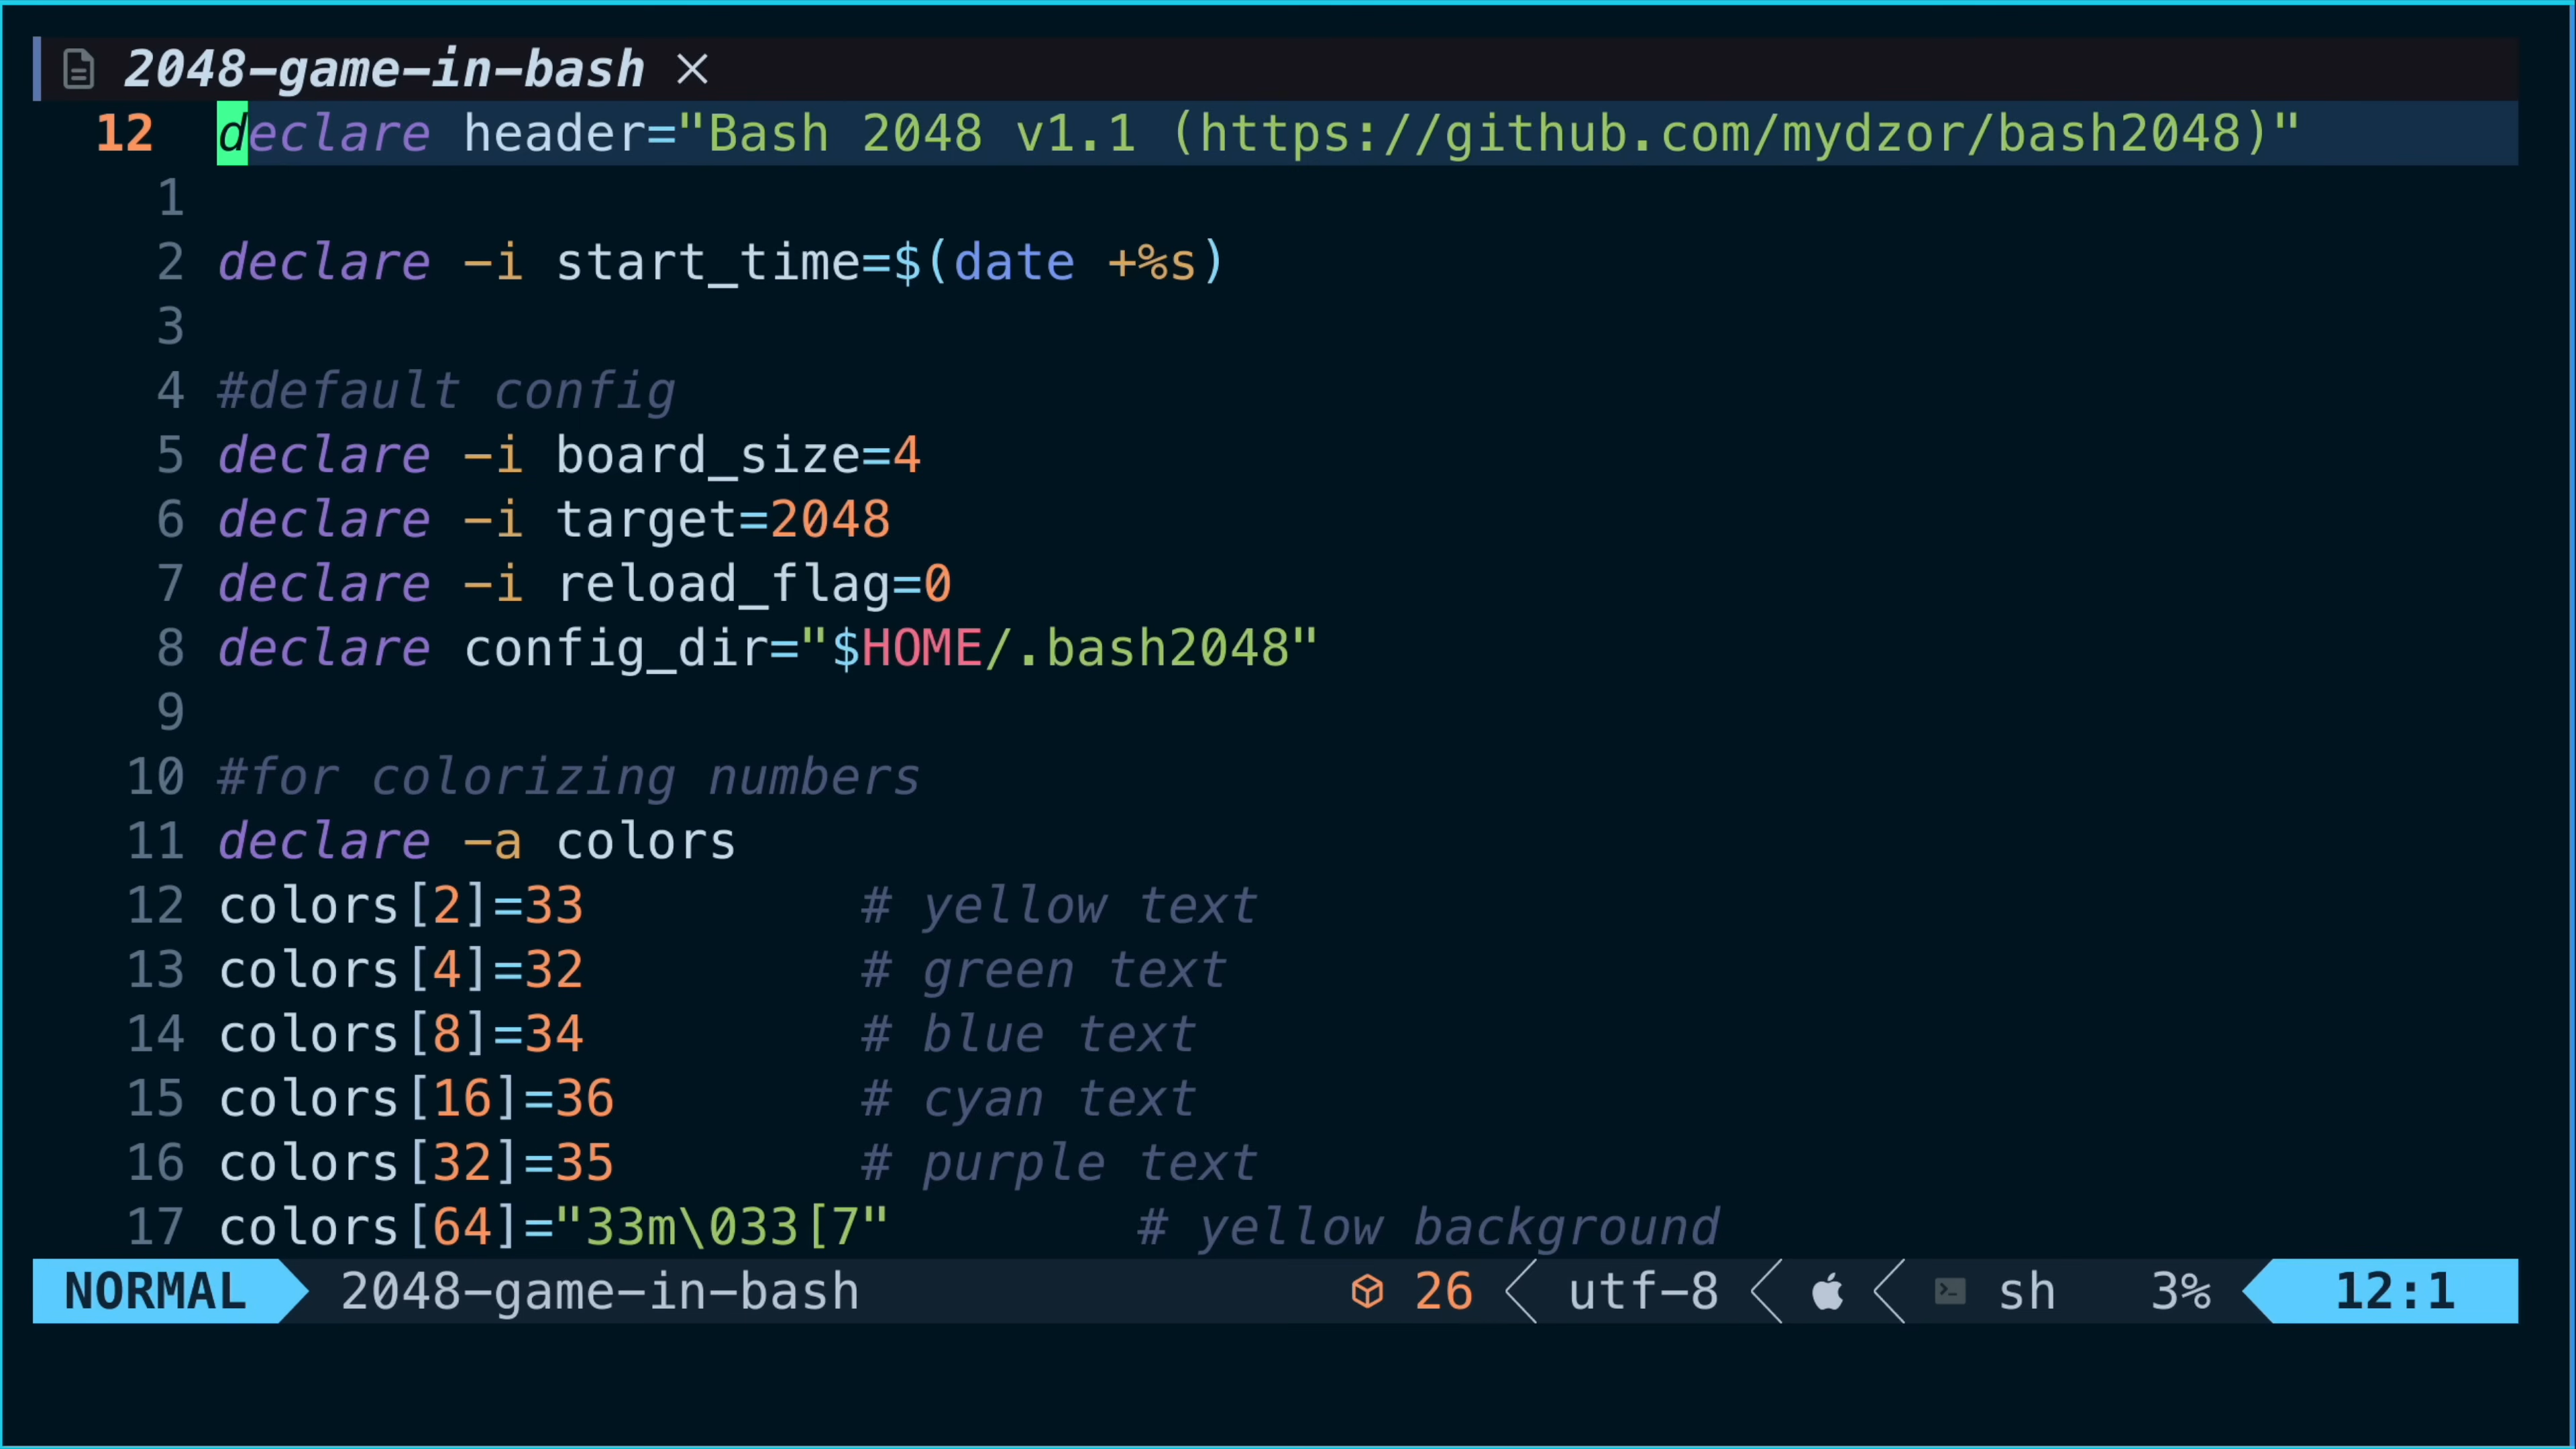 2048-game-in-bash ×
12 declare header="Bash 2048 v1.1 (https://github.com/mydzor/bash2048)"
1
2 declare -i start_time=$(date +%s)
3
4 #default config
5 declare -i board_size=4
6 declare -i target=2048
7 declare -i reload_flag=0
8 declare config_dir="$HOME/.bash2048"
9
10 #for colorizing numbers
11 declare -a colors
12 colors[2]=33         # yellow text
13 colors[4]=32         # green text
14 colors[8]=34         # blue text
15 colors[16]=36        # cyan text
16 colors[32]=35        # purple text
17 colors[64]="33m\033[7"        # yellow background
NORMAL 2048-game-in-bash 26 utf-8 sh 3% 12:1